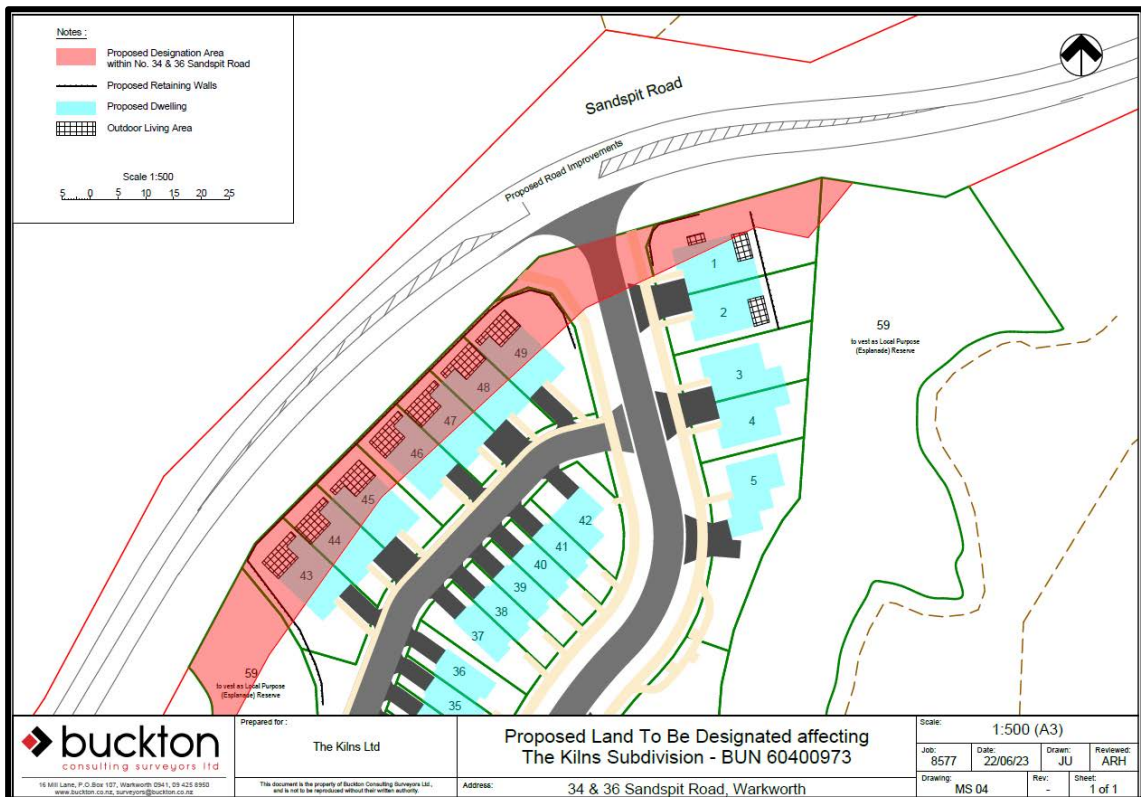 Notes :
Proposed Designation Area
within No. 34 & 36 Sandspit Road
Proposed Retaining Walls
Proposed Dwelling
Outdoor Living Area
Scale 1:500
5 0 5 10 15 20 25
Sandspit Road
Proposed Road Improvements
1
2
3
4
5
59
to vest as Local Purpose
(Esplanade) Reserve
49
48
47
46
45
44
43
42
41
40
39
38
37
36
35
59
to vest as Local Purpose
(Esplanade) Reserve
buckton
consulting surveyors ltd
16 Mill Lane, P.O.Box 107, Warkworth 0941, 09 425 8950
www.buckton.co.nz, surveyors@buckton.co.nz
Prepared for :
The Kilns Ltd
This document is the property of Buckton Consulting Surveyors Ltd.,
and is not to be reproduced without their written authority.
Proposed Land To Be Designated affecting
The Kilns Subdivision - BUN 60400973
Address:
34 & 36 Sandspit Road, Warkworth
Scale:
1:500 (A3)
Job:
8577
Date:
22/06/23
Drawn:
JU
Reviewed:
ARH
Drawing:
MS 04
Rev:
-
Sheet:
1 of 1